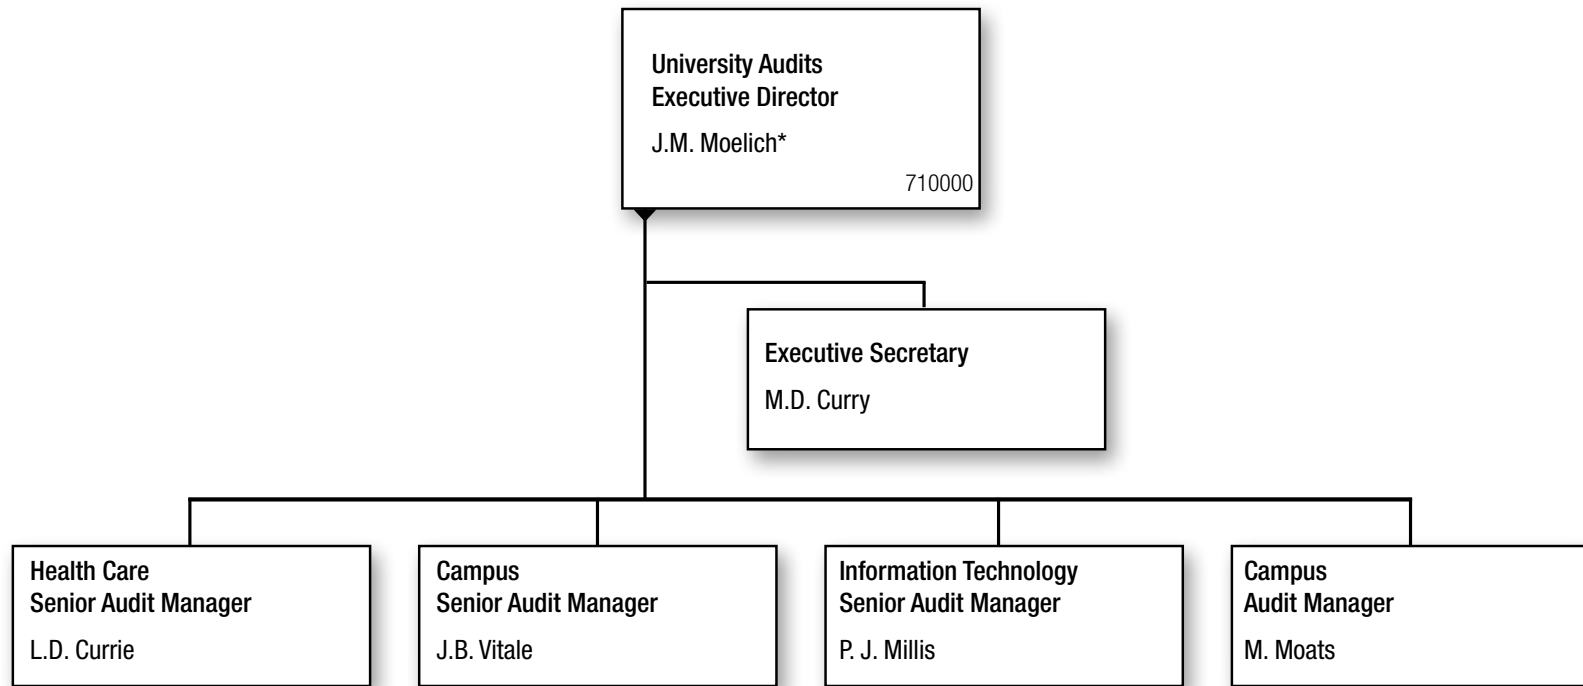 University Audits
Executive Director
J.M. Moelich*
710000
Executive Secretary
M.D. Curry
Health Care
Senior Audit Manager
L.D. Currie
Campus
Senior Audit Manager
J.B. Vitale
Information Technology
Senior Audit Manager
P. J. Millis
Campus
Audit Manager
M. Moats